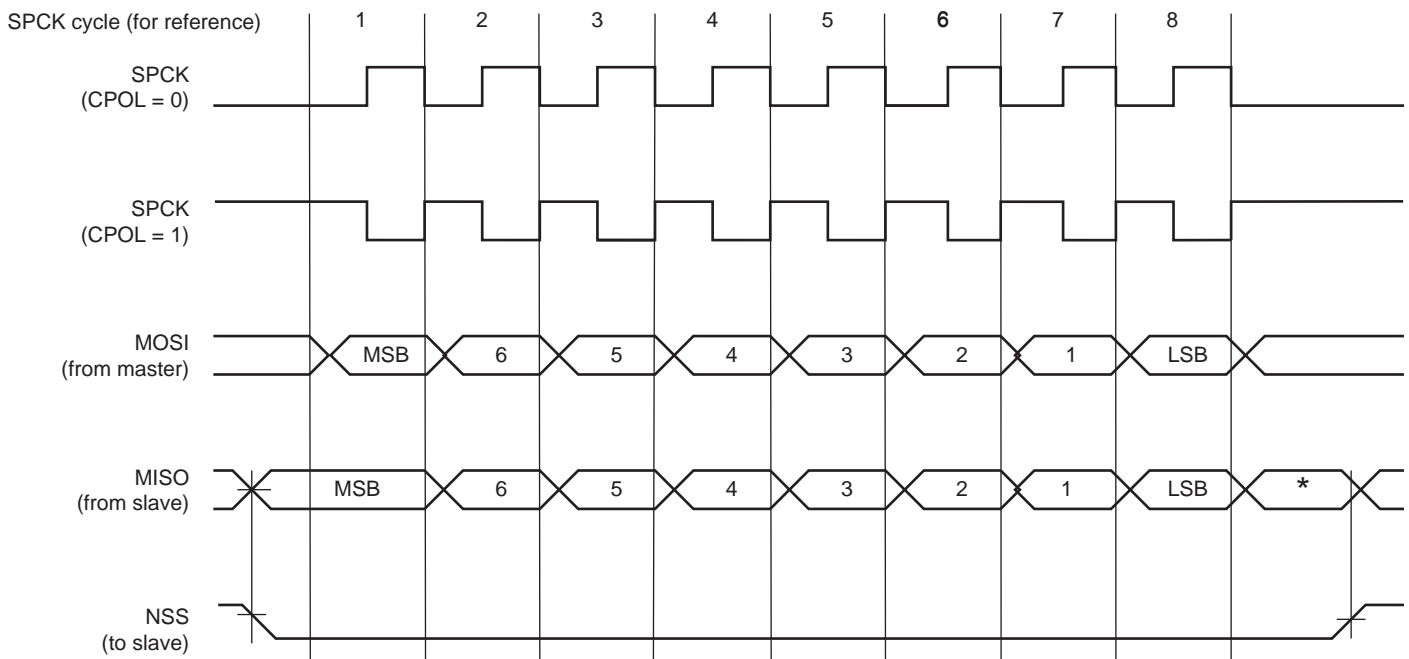 SPCK cycle (for reference) 1 2 3 4 5 6 7 8
SPCK
(CPOL = 0)
SPCK
(CPOL = 1)
MOSI
(from master)
MSB 6 5 4 3 2 1 LSB
MISO
(from slave)
MSB 6 5 4 3 2 1 LSB *
NSS
(to slave)